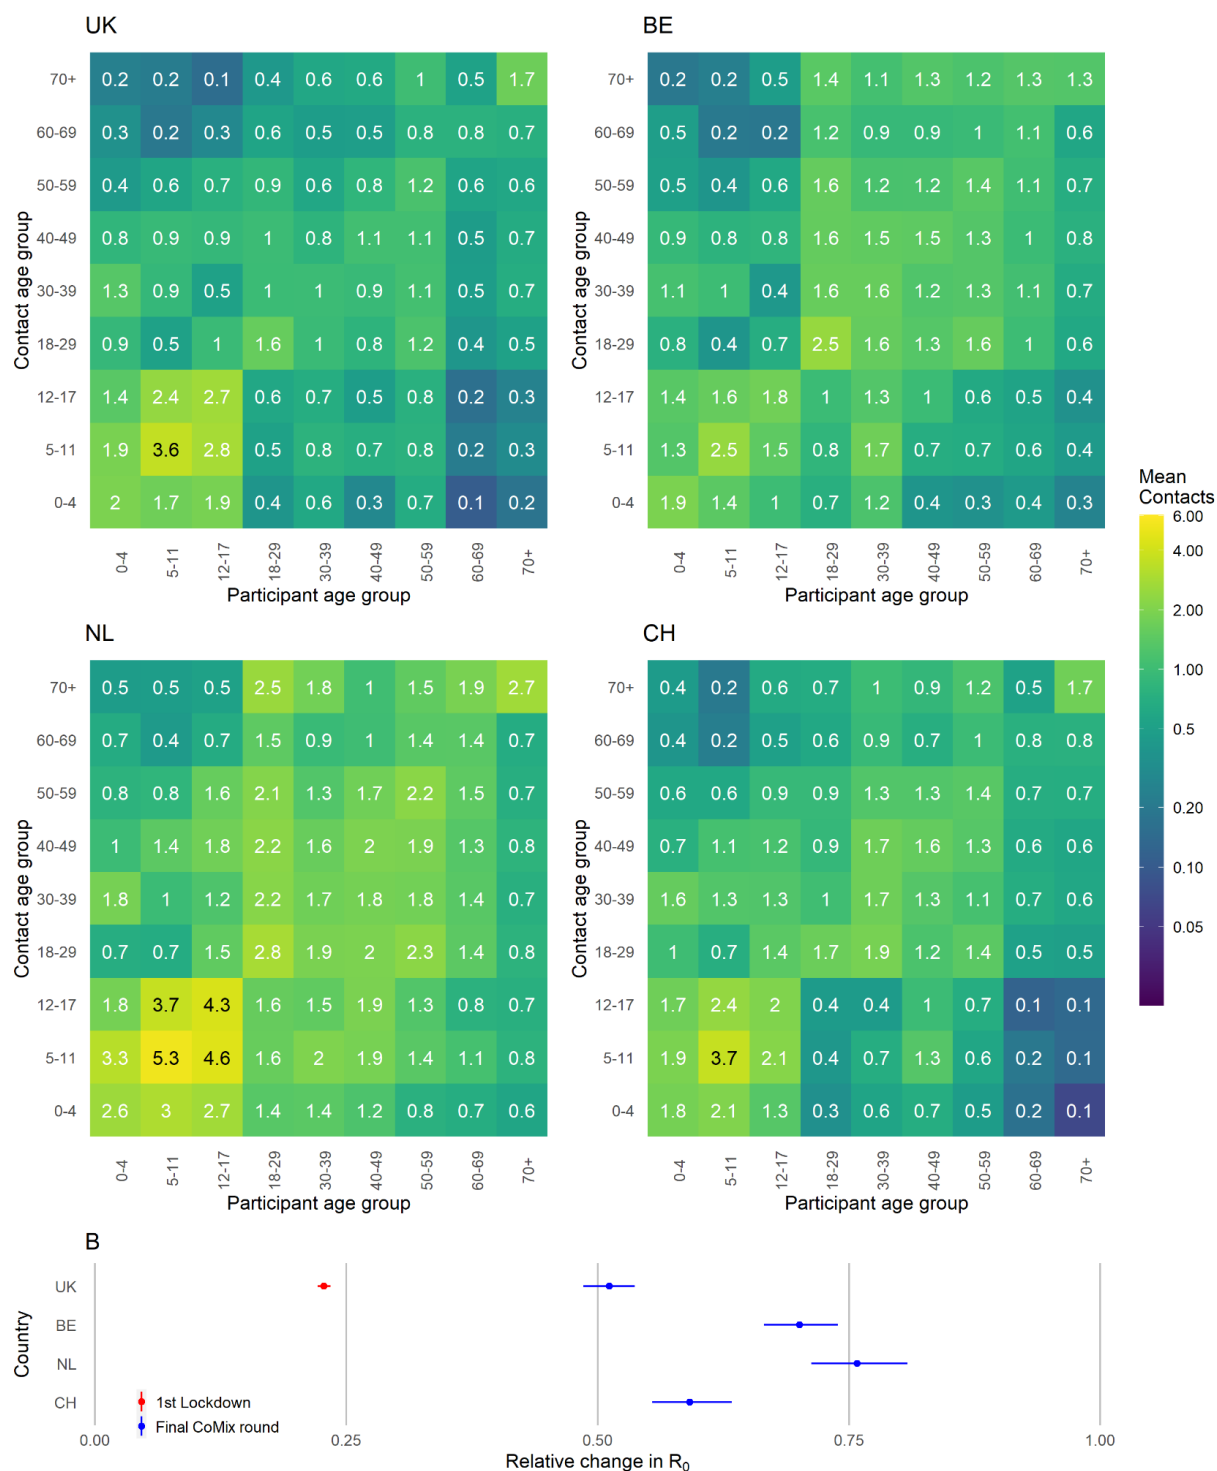 UK
BE
Contact age group
70+ 0.2 0.2 0.1 0.4 0.6 0.6 1 0.5 1.7
60-69 0.3 0.2 0.3 0.6 0.5 0.5 0.8 0.8 0.7
50-59 0.4 0.6 0.7 0.9 0.6 0.8 1.2 0.6 0.6
40-49 0.8 0.9 0.9 1 0.8 1.1 1.1 0.5 0.7
30-39 1.3 0.9 0.5 1 1 0.9 1.1 0.5 0.7
18-29 0.9 0.5 1 1.6 1 0.8 1.2 0.4 0.5
12-17 1.4 2.4 2.7 0.6 0.7 0.5 0.8 0.2 0.3
5-11 1.9 3.6 2.8 0.5 0.8 0.7 0.8 0.2 0.3
0-4 2 1.7 1.9 0.4 0.6 0.3 0.7 0.1 0.2
0-4 5-11 12-17 18-29 30-39 40-49 50-59 60-69 70+
Participant age group
Contact age group
70+ 0.2 0.2 0.5 1.4 1.1 1.3 1.2 1.3 1.3
60-69 0.5 0.2 0.2 1.2 0.9 0.9 1 1.1 0.6
50-59 0.5 0.4 0.6 1.6 1.2 1.2 1.4 1.1 0.7
40-49 0.9 0.8 0.8 1.6 1.5 1.5 1.3 1 0.8
30-39 1.1 1 0.4 1.6 1.6 1.2 1.3 1.1 0.7
18-29 0.8 0.4 0.7 2.5 1.6 1.3 1.6 1 0.6
12-17 1.4 1.6 1.8 1 1.3 1 0.6 0.5 0.4
5-11 1.3 2.5 1.5 0.8 1.7 0.7 0.7 0.6 0.4
0-4 1.9 1.4 1 0.7 1.2 0.4 0.3 0.4 0.3
0-4 5-11 12-17 18-29 30-39 40-49 50-59 60-69 70+
Participant age group
Mean
Contacts
6.00
4.00
2.00
1.00
0.5
0.20
0.10
0.05
NL
CH
Contact age group
70+ 0.5 0.5 0.5 2.5 1.8 1 1.5 1.9 2.7
60-69 0.7 0.4 0.7 1.5 0.9 1 1.4 1.4 0.7
50-59 0.8 0.8 1.6 2.1 1.3 1.7 2.2 1.5 0.7
40-49 1 1.4 1.8 2.2 1.6 2 1.9 1.3 0.8
30-39 1.8 1 1.2 2.2 1.7 1.8 1.8 1.4 0.7
18-29 0.7 0.7 1.5 2.8 1.9 2 2.3 1.4 0.8
12-17 1.8 3.7 4.3 1.6 1.5 1.9 1.3 0.8 0.7
5-11 3.3 5.3 4.6 1.6 2 1.9 1.4 1.1 0.8
0-4 2.6 3 2.7 1.4 1.4 1.2 0.8 0.7 0.6
0-4 5-11 12-17 18-29 30-39 40-49 50-59 60-69 70+
Participant age group
Contact age group
70+ 0.4 0.2 0.6 0.7 1 0.9 1.2 0.5 1.7
60-69 0.4 0.2 0.5 0.6 0.9 0.7 1 0.8 0.8
50-59 0.6 0.6 0.9 0.9 1.3 1.3 1.4 0.7 0.7
40-49 0.7 1.1 1.2 0.9 1.7 1.6 1.3 0.6 0.6
30-39 1.6 1.3 1.3 1 1.7 1.3 1.1 0.7 0.6
18-29 1 0.7 1.4 1.7 1.9 1.2 1.4 0.5 0.5
12-17 1.7 2.4 2 0.4 0.4 1 0.7 0.1 0.1
5-11 1.9 3.7 2.1 0.4 0.7 1.3 0.6 0.2 0.1
0-4 1.8 2.1 1.3 0.3 0.6 0.7 0.5 0.2 0.1
0-4 5-11 12-17 18-29 30-39 40-49 50-59 60-69 70+
Participant age group
B
Country
UK
BE
NL
CH
1st Lockdown
Final CoMix round
0.00 0.25 0.50 0.75 1.00
Relative change in R₀